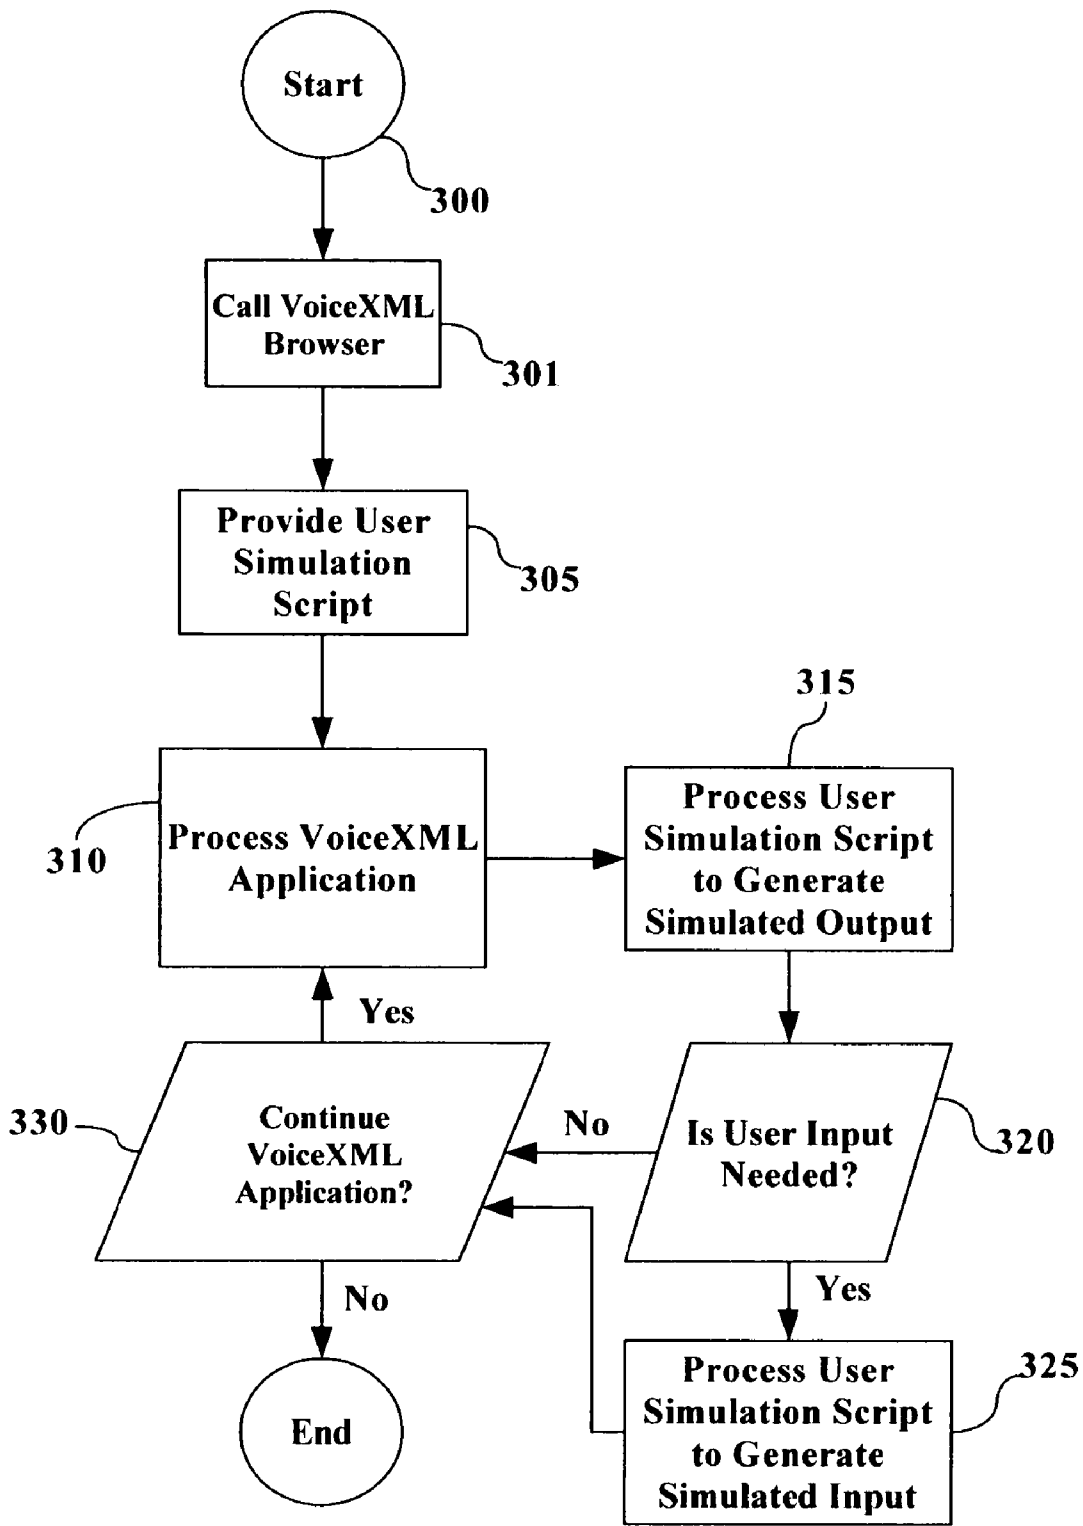 Start
300
Call VoiceXML
Browser
301
Provide User
Simulation
Script
305
315
Process VoiceXML
Application
310
Process User
Simulation Script
to Generate
Simulated Output
Yes
330
Continue
VoiceXML
Application?
No
Is User Input
Needed?
320
No
Yes
End
Process User
Simulation Script
to Generate
Simulated Input
325